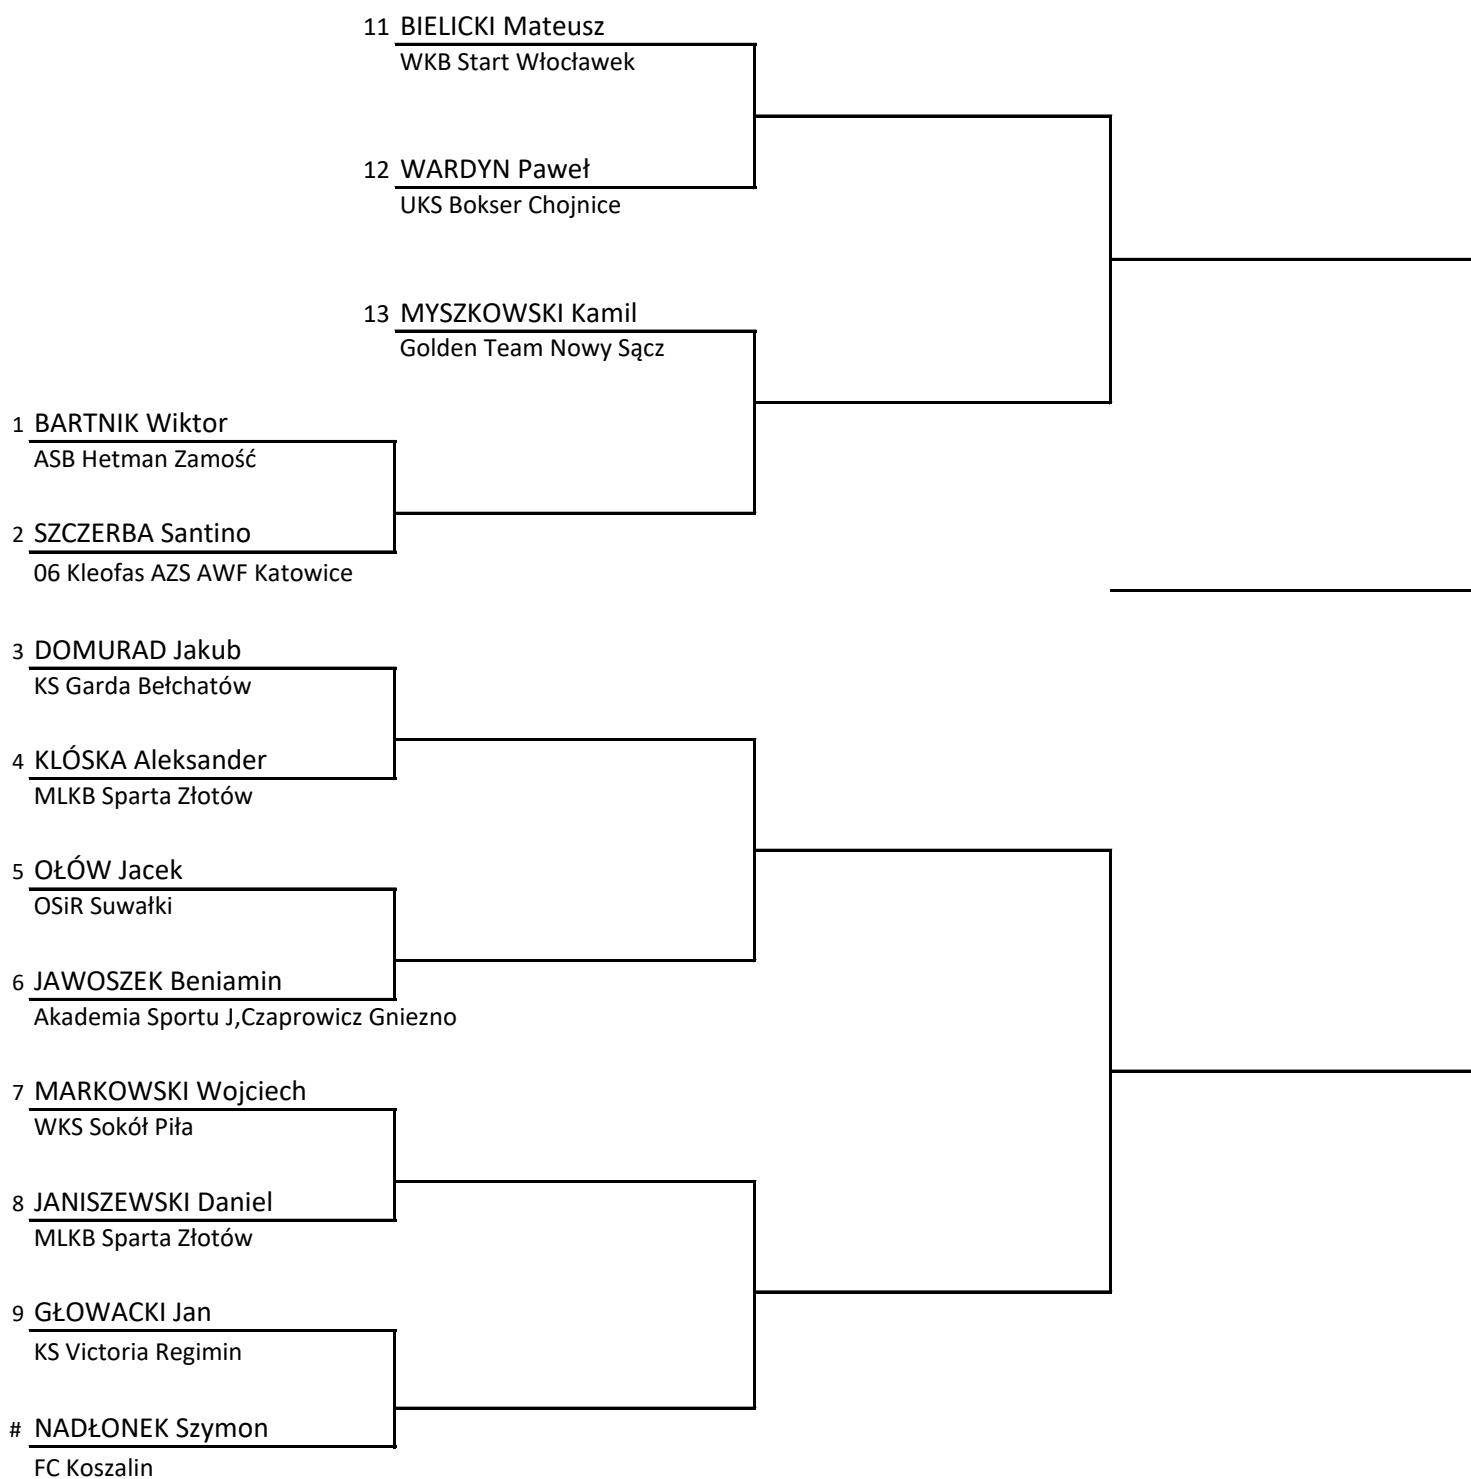 11 BIELICKI Mateusz
WKB Start Włocławek
12 WARDYN Paweł
UKS Bokser Chojnice
13 MYSZKOWSKI Kamil
Golden Team Nowy Sącz
1 BARTNIK Wiktor
ASB Hetman Zamość
2 SZCZERBA Santino
06 Kleofas AZS AWF Katowice
3 DOMURAD Jakub
KS Garda Bełchatów
4 KLÓSKA Aleksander
MLKB Sparta Złotów
5 OŁÓW Jacek
OSiR Suwałki
6 JAWOSZEK Beniamin
Akademia Sportu J,Czaprowicz Gniezno
7 MARKOWSKI Wojciech
WKS Sokół Piła
8 JANISZEWSKI Daniel
MLKB Sparta Złotów
9 GŁOWACKI Jan
KS Victoria Regimin
# NADŁONEK Szymon
FC Koszalin